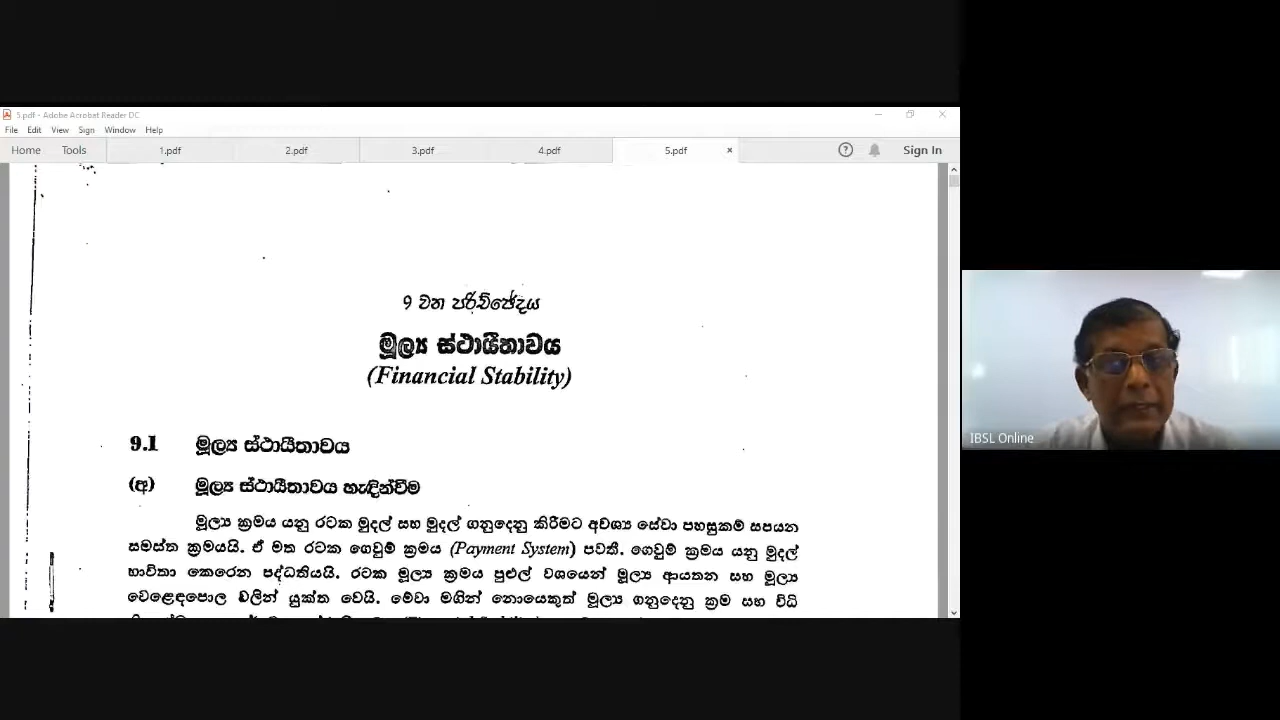 5.pdf - Adobe Acrobat Reader DC
File Edit View Sign Window Help
Home Tools 1.pdf 2.pdf 3.pdf 4.pdf 5.pdf Sign In
9 වන පරිච්ඡේදය
මූල්‍ය ස්ථායීතාවය
(Financial Stability)
9.1 මූල්‍ය ස්ථායීතාවය
(අ) මූල්‍ය ස්ථායීතාවය හැඳින්වීම
මූල්‍ය ක්‍රමය යනු රටක මුදල් සහ මුදල් ගනුදෙනු කිරීමට අවශ්‍ය සේවා පහසුකම් සපයන
සමස්ත ක්‍රමයයි. ඒ මත රටක ගෙවුම් ක්‍රමය (Payment System) පවතී. ගෙවුම් ක්‍රමය යනු මුදල්
භාවිතා කෙරෙන පද්ධතියයි. රටක මූල්‍ය ක්‍රමය පුළුල් වශයෙන් මූල්‍ය ආයතන සහ මූල්‍ය
වෙළෙඳපොල වලින් යුක්ත වෙයි. මේවා මගින් නොයෙකුත් මූල්‍ය ගනුදෙනු ක්‍රම සහ විධි
IBSL Online